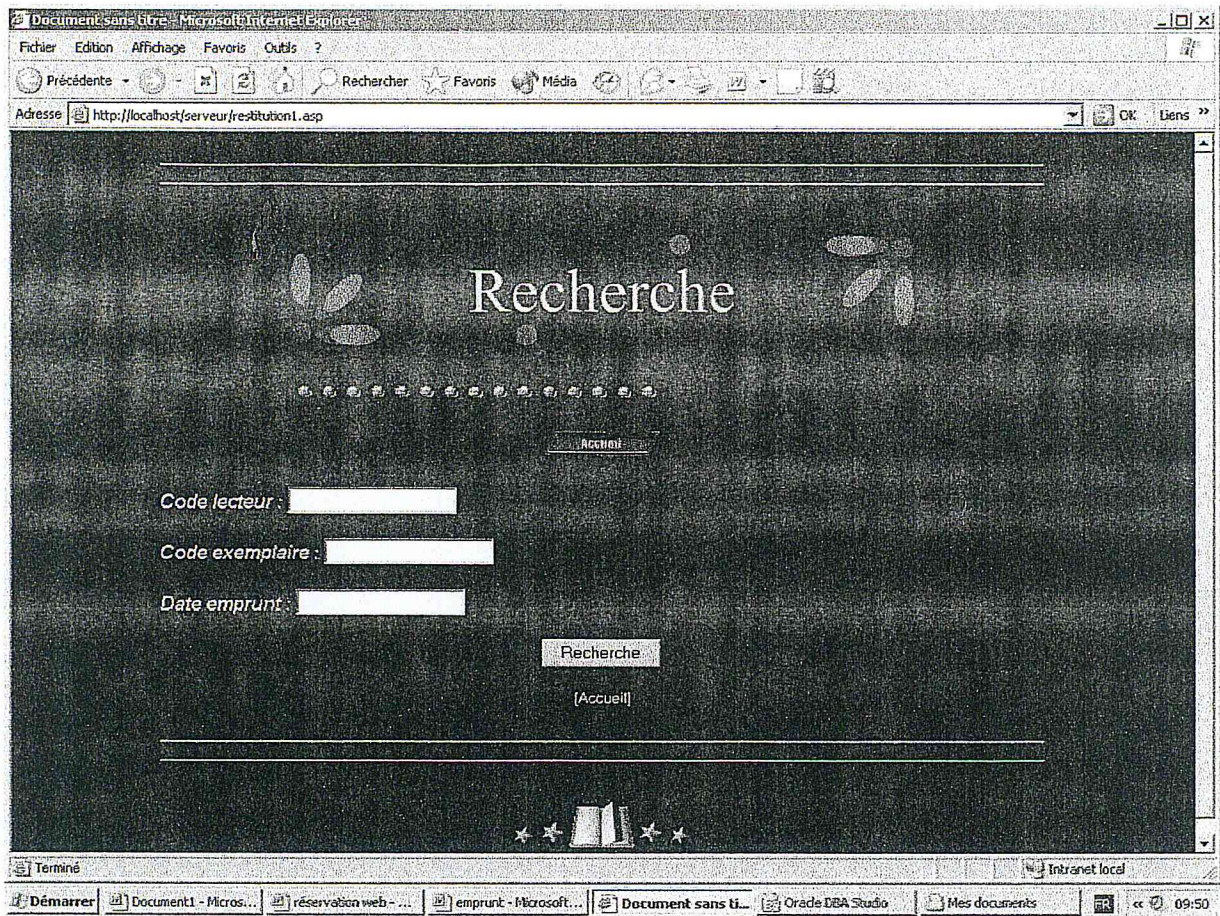 Document sans titre - Microsoft Internet Explorer
Fichier Edition Affichage Favoris Outils ?
Précédente Rechercher Favoris Média
Adresse http://localhost/serveur/restitution1.asp OK Liens »
Recherche
Accueil
Code lecteur :
Code exemplaire :
Date emprunt :
Recherche
[Accueil]
Terminé Intranet local
Démarrer Document1 - Micros... réservation web - ... emprunt - Microsoft... Document sans ti... Oracle DBA Studio Mes documents FR « 09:50